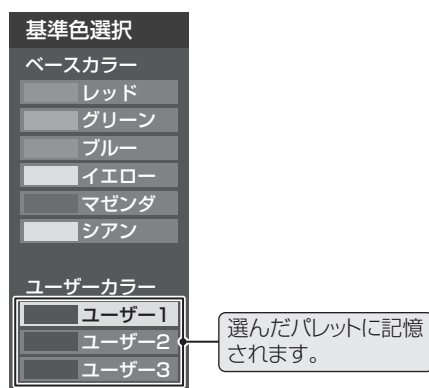 基準色選択
ベースカラー
レッド
グリーン
ブルー
イエロー
マゼンダ
シアン
ユーザーカラー
ユーザー1
ユーザー2
ユーザー3
選んだパレットに記憶
されます。